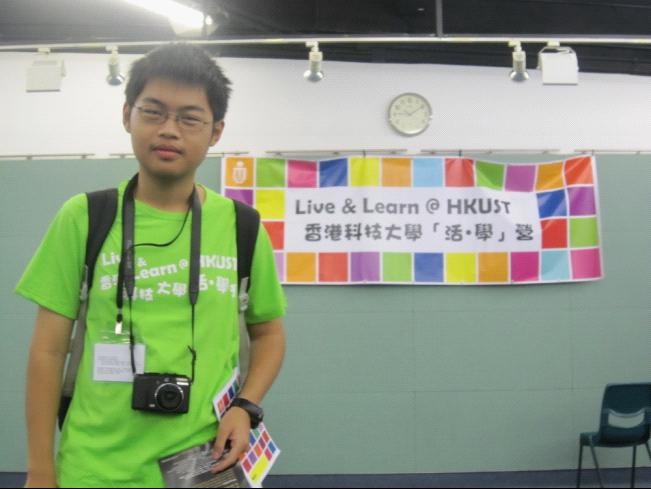 Live & Learn @ HKUST
香港科技大學「活・學」營
Live &
Learn @ HKUST
香港科技大學活・學